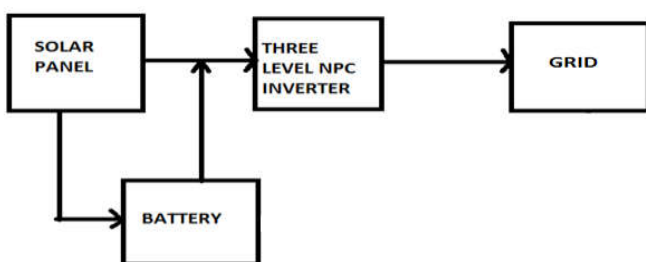 SOLAR
PANEL
THREE
LEVEL NPC
INVERTER
GRID
BATTERY